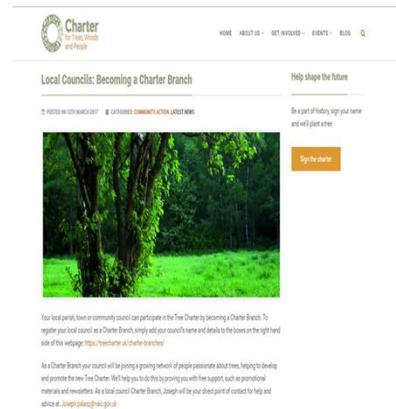 Charter
for Trees, Woods
and People
HOME ABOUT US GET INVOLVED EVENTS BLOG
Local Councils: Becoming a Charter Branch
POSTED ON 13TH MARCH 2017 CATEGORIES: COMMUNITY ACTION, LATEST NEWS
Your local parish, town or community council can participate in the Tree Charter by becoming a Charter Branch. To
register your local council as a Charter Branch, simply add your council's name and details to the boxes on the right hand
side of this webpage: https://treecharter.uk/charter-branches/
As a Charter Branch your council will be joining a growing network of people passionate about trees, helping to develop
and promote the new Tree Charter. We'll help you to do this by proving you with free support, such as promotional
materials and newsletters. As a local council Charter Branch, Joseph will be your direct point of contact for help and
advice at: Joseph.palasz@nalc.gov.uk
Help shape the future
Be a part of history, sign your name
and we'll plant a tree
Sign the charter